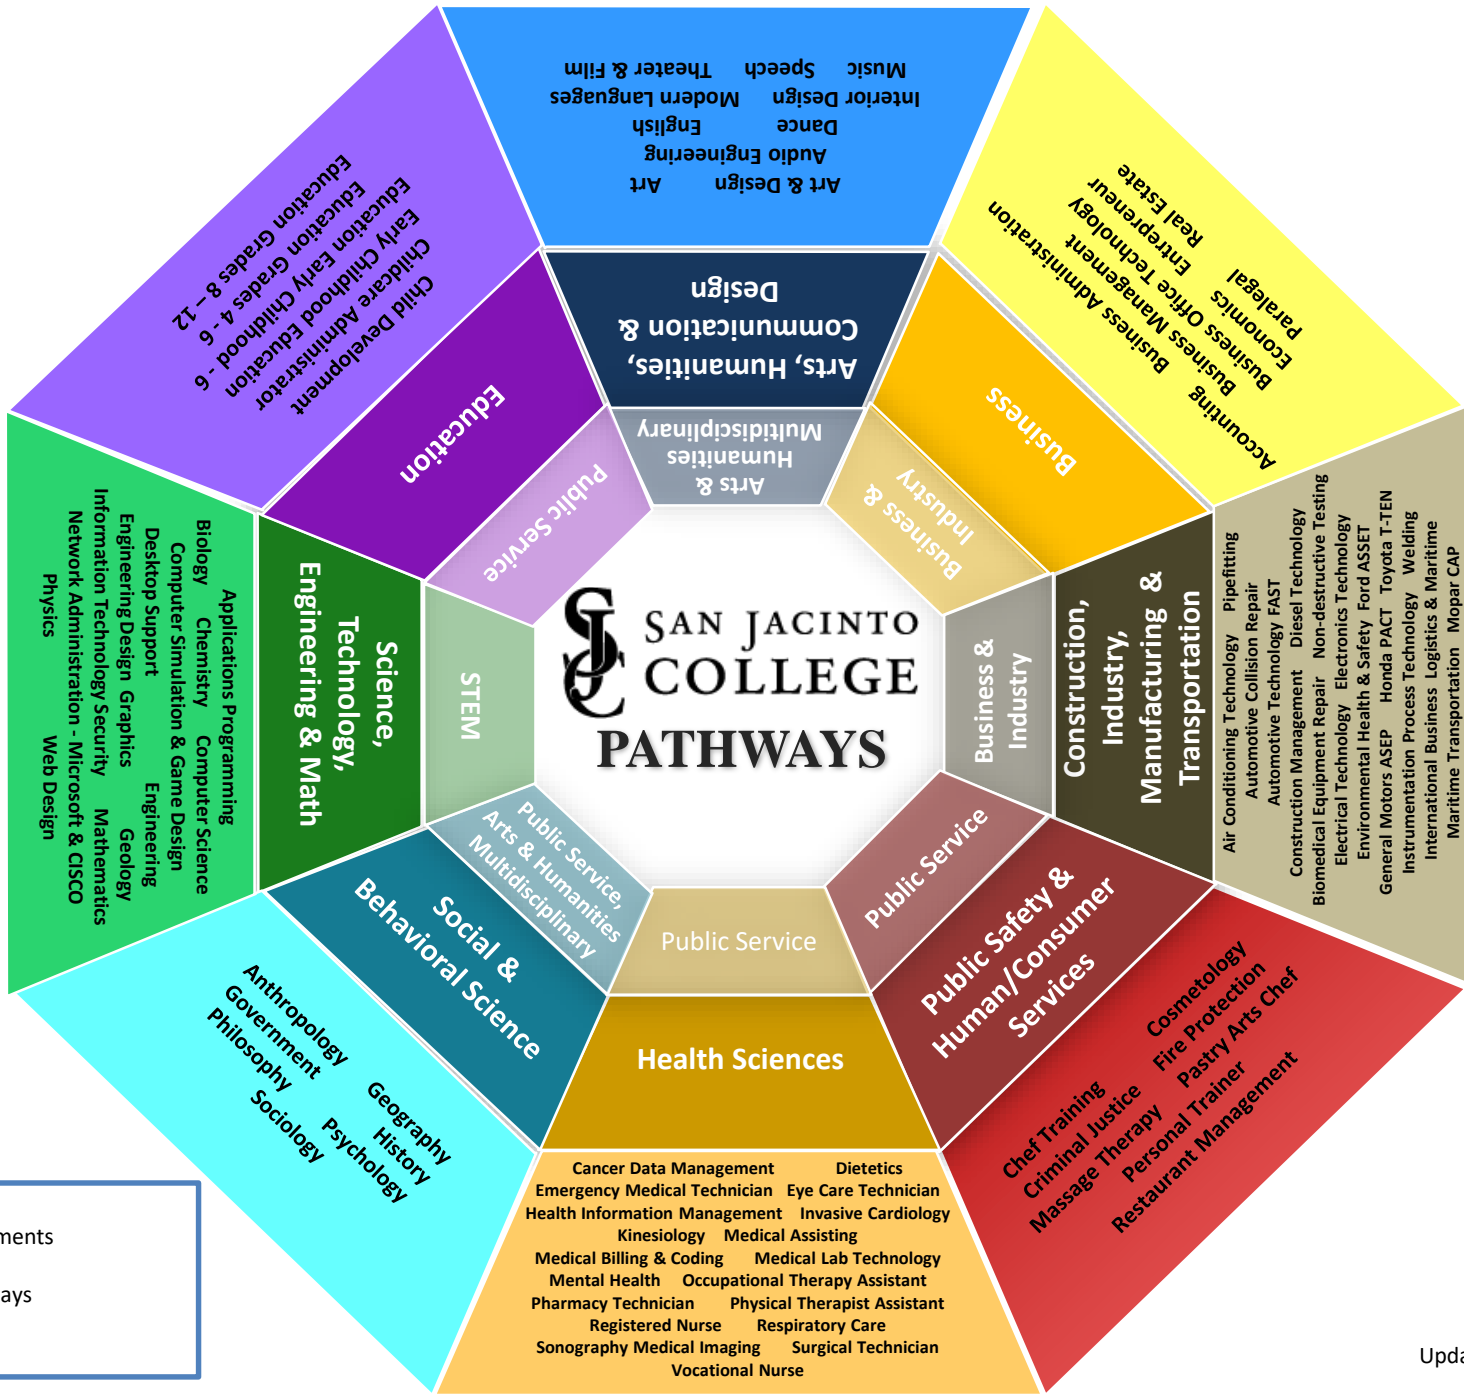 SJC
SAN JACINTO
COLLEGE
PATHWAYS
Arts &
Humanities
Multidisciplinary
Arts, Humanities,
Communication &
Design
Art & Design Art
Audio Engineering
Dance English
Interior Design Modern Languages
Music Speech Theater & Film
Business &
Industry
Business
Accounting
Business Business Administration
Business Management
Business Office Technology
Economics Entrepreneur
Paralegal Real Estate
Business &
Industry
Construction,
Industry,
Manufacturing &
Transportation
Air Conditioning Technology Pipefitting
Automotive Collision Repair
Automotive Technology FAST
Construction Management Diesel Technology
Biomedical Equipment Repair Non-destructive Testing
Electrical Technology Electronics Technology
Environmental Health & Safety Ford ASSET
General Motors ASEP Honda PACT Toyota T-TEN
Instrumentation Process Technology Welding
International Business Logistics & Maritime
Maritime Transportation Mopar CAP
Public Service
Public Safety &
Human/Consumer
Services
Chef Training Cosmetology
Criminal Justice Fire Protection
Massage Therapy Pastry Arts Chef
Personal Trainer
Restaurant Management
Public Service
Health Sciences
Cancer Data Management Dietetics
Emergency Medical Technician Eye Care Technician
Health Information Management Invasive Cardiology
Kinesiology Medical Assisting
Medical Billing & Coding Medical Lab Technology
Mental Health Occupational Therapy Assistant
Pharmacy Technician Physical Therapist Assistant
Registered Nurse Respiratory Care
Sonography Medical Imaging Surgical Technician
Vocational Nurse
Public Service,
Arts & Humanities
Multidisciplinary
Social &
Behavioral Science
Anthropology Geography
Government History
Philosophy Psychology
Sociology
STEM
Science,
Technology,
Engineering & Math
Applications Programming
Biology Chemistry Computer Science
Computer Simulation & Game Design
Desktop Support Engineering
Engineering Design Graphics Geology
Information Technology Security Mathematics
Network Administration - Microsoft & CISCO
Physics Web Design
Public Service
Education
Child Development
Childcare Administrator
Early Childhood Education
Education Early Childhood - 6
Education Grades 4 - 6
Education Grades 8 – 12
ments
ays
Upda